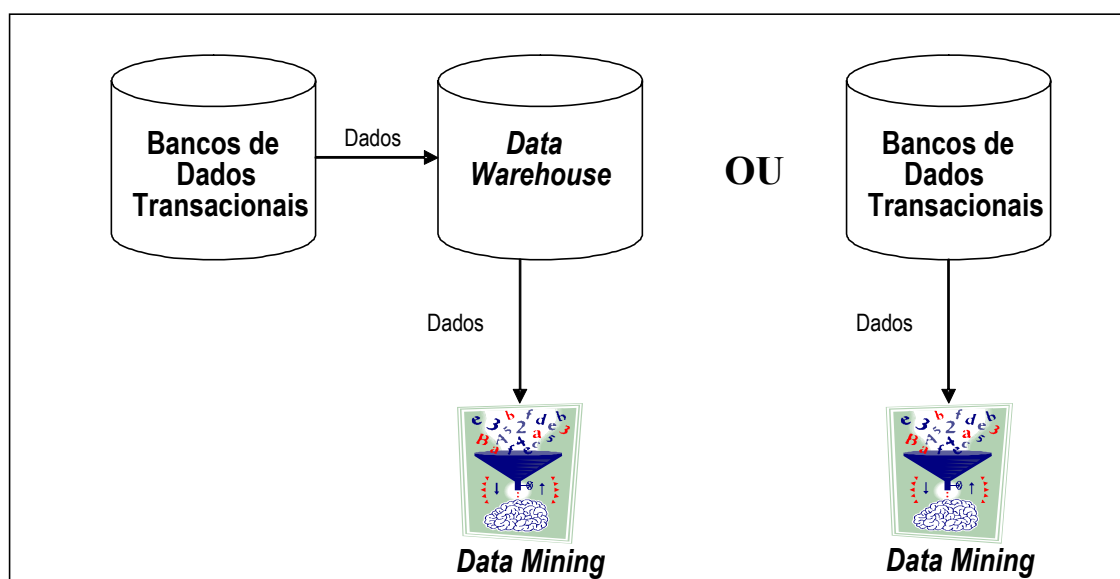 Bancos de
Dados
Transacionais
Dados
Data
Warehouse
OU
Bancos de
Dados
Transacionais
Dados
Dados
Data Mining
Data Mining